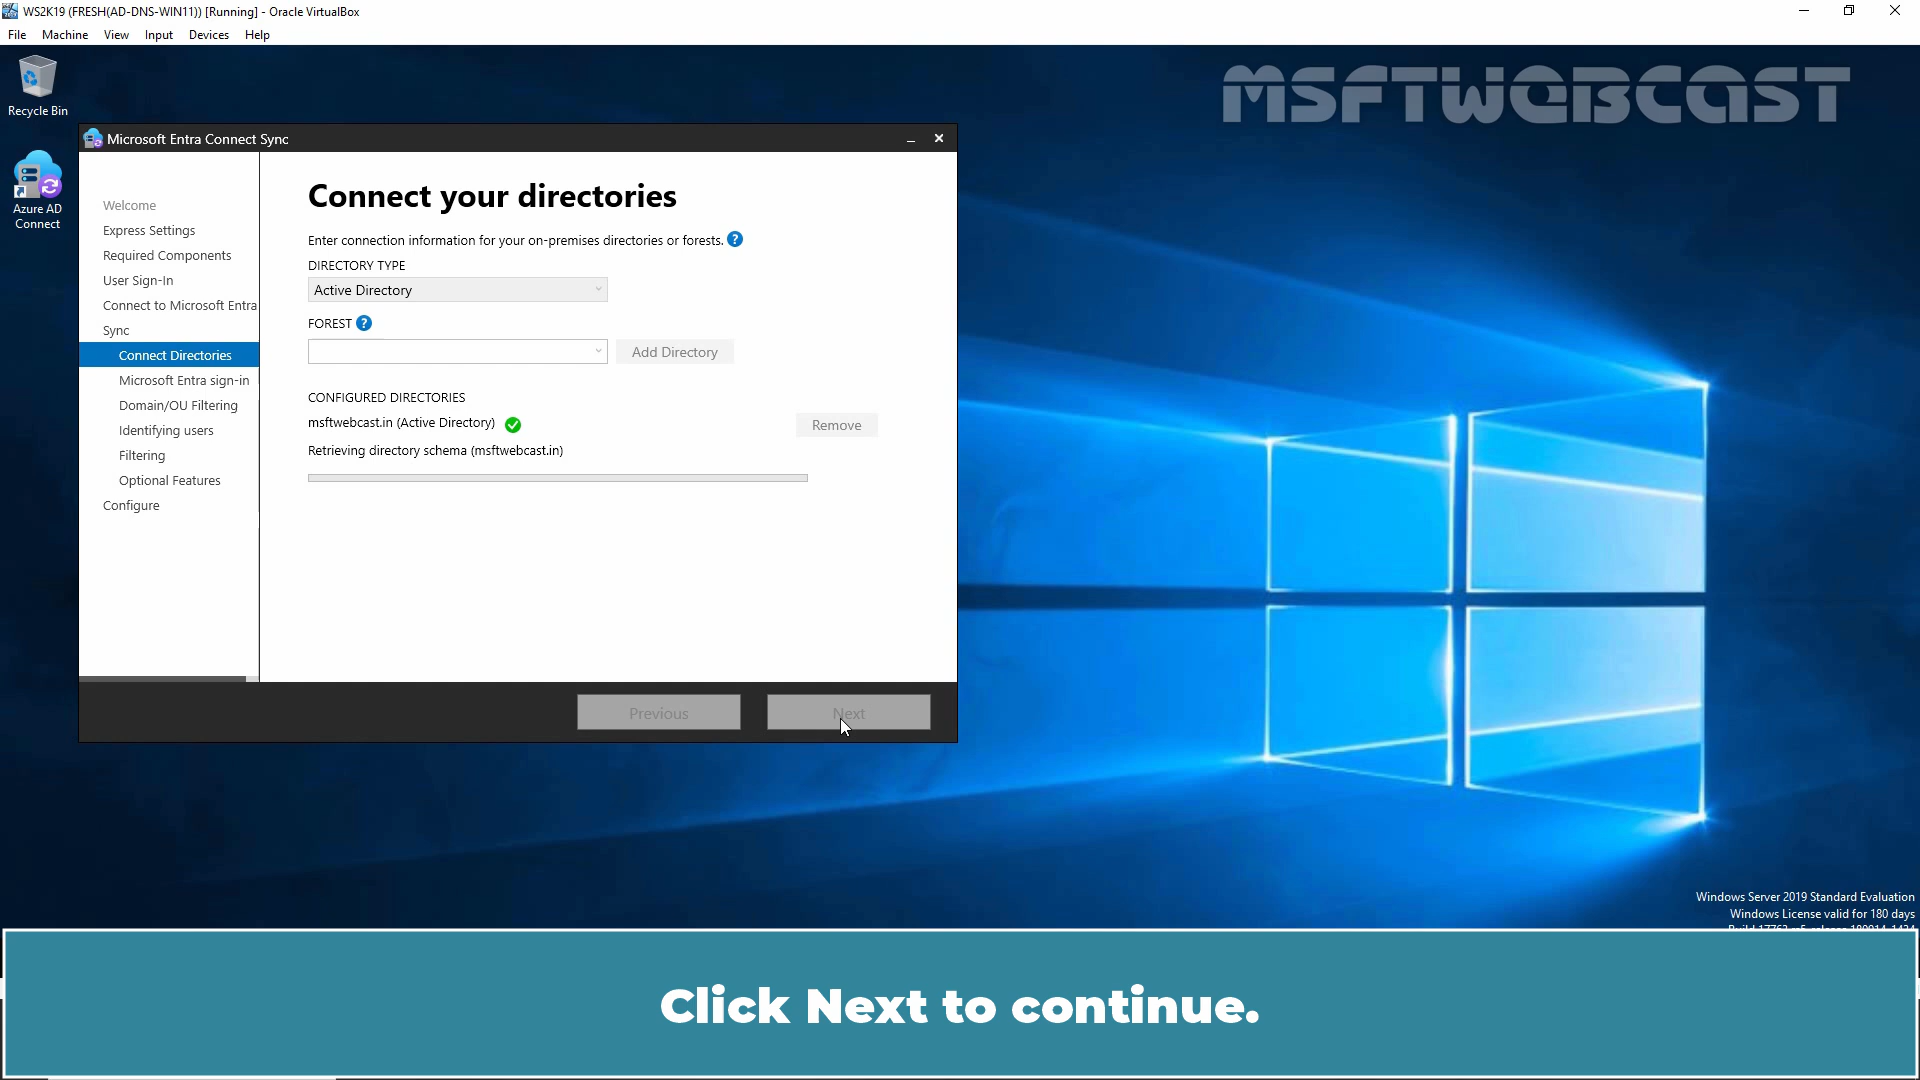 WS2K19 (FRESH(AD-DNS-WIN11)) [Running] - Oracle VirtualBox
File Machine View Input Devices Help
MSFTWEBCAST
Recycle Bin
Azure AD
Connect
Microsoft Entra Connect Sync
Welcome
Express Settings
Required Components
User Sign-In
Connect to Microsoft Entra
Sync
Connect Directories
Microsoft Entra sign-in
Domain/OU Filtering
Identifying users
Filtering
Optional Features
Configure
Connect your directories
Enter connection information for your on-premises directories or forests. ?
DIRECTORY TYPE
Active Directory
FOREST ?
Add Directory
CONFIGURED DIRECTORIES
msftwebcast.in (Active Directory)
Remove
Retrieving directory schema (msftwebcast.in)
Previous
Next
Windows Server 2019 Standard Evaluation
Windows License valid for 180 days
Click Next to continue.